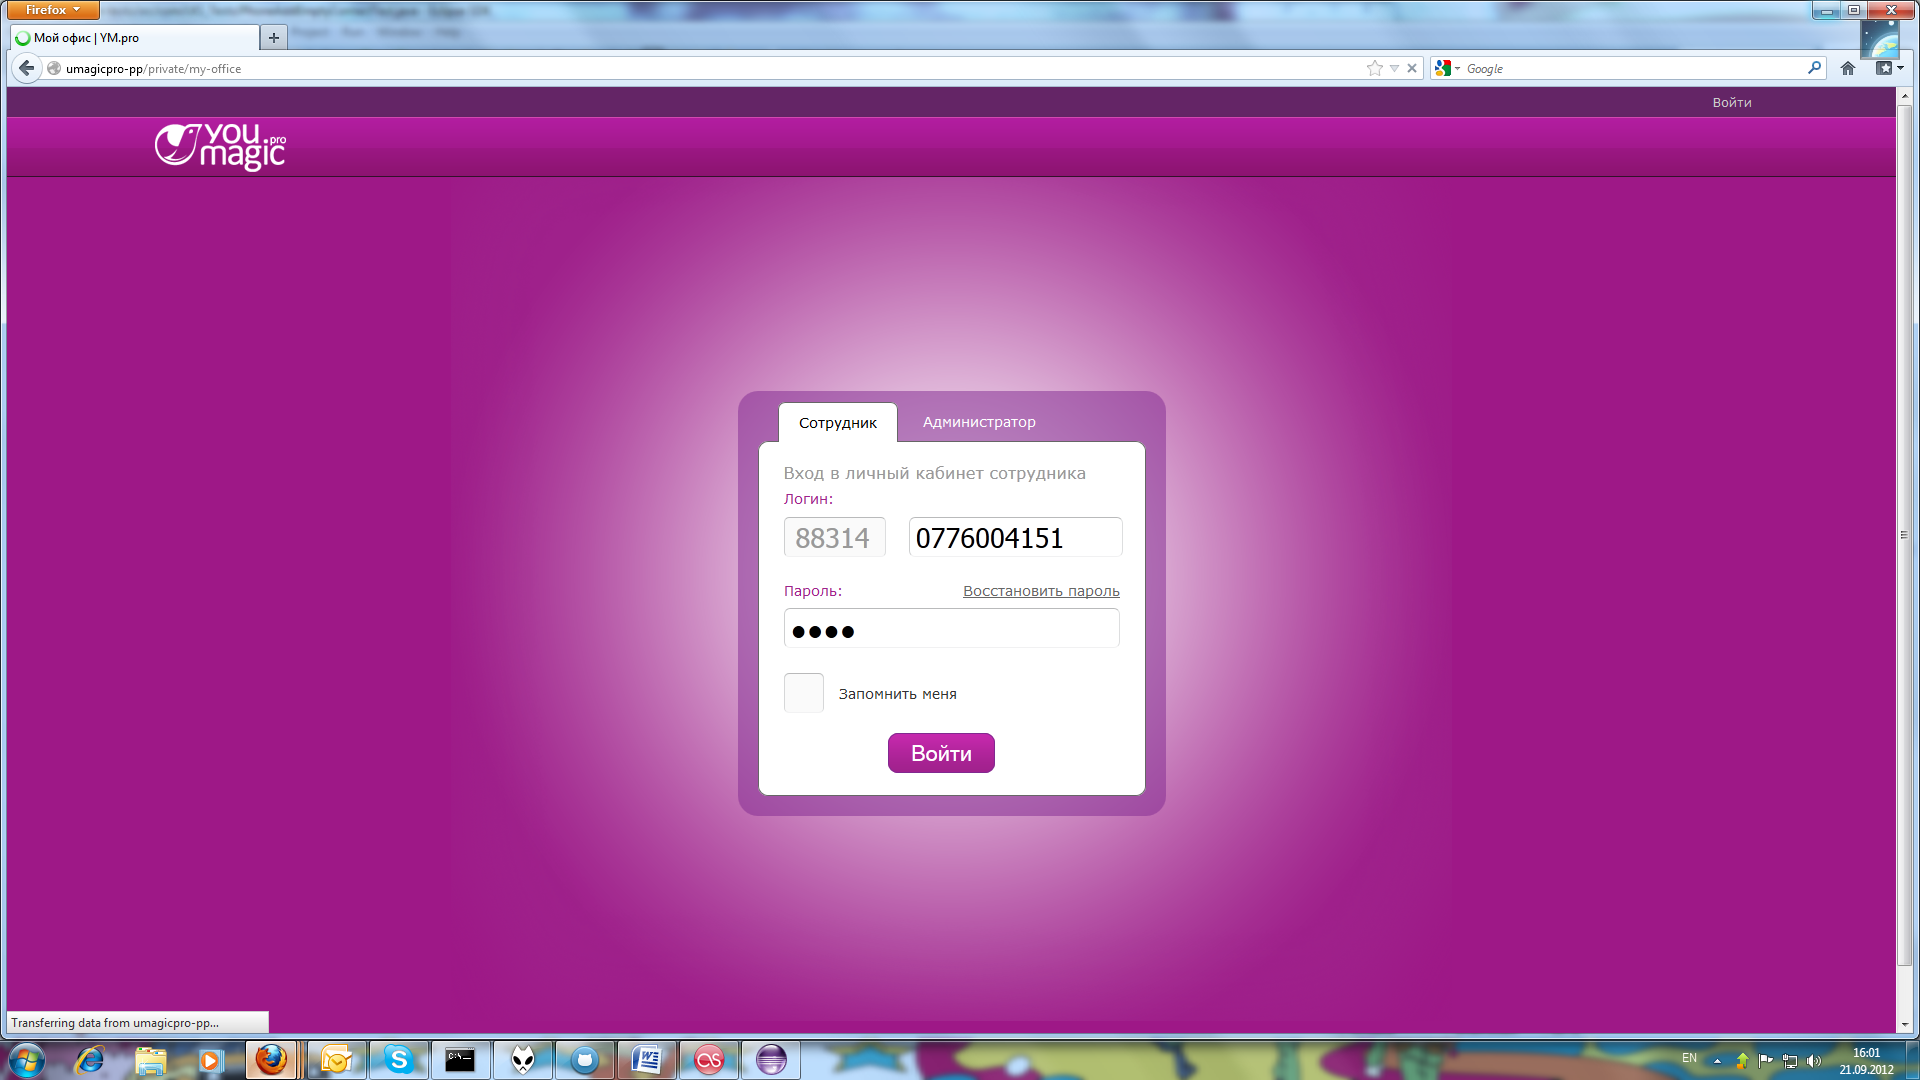 Firefox
Мой офис | YM.pro
umagicpro-pp/private/my-office
Google
Войти
you magic pro
Сотрудник
Администратор
Вход в личный кабинет сотрудника
Логин:
88314
0776004151
Пароль:
Восстановить пароль
Запомнить меня
Войти
Transferring data from umagicpro-pp...
EN
16:01
21.09.2012